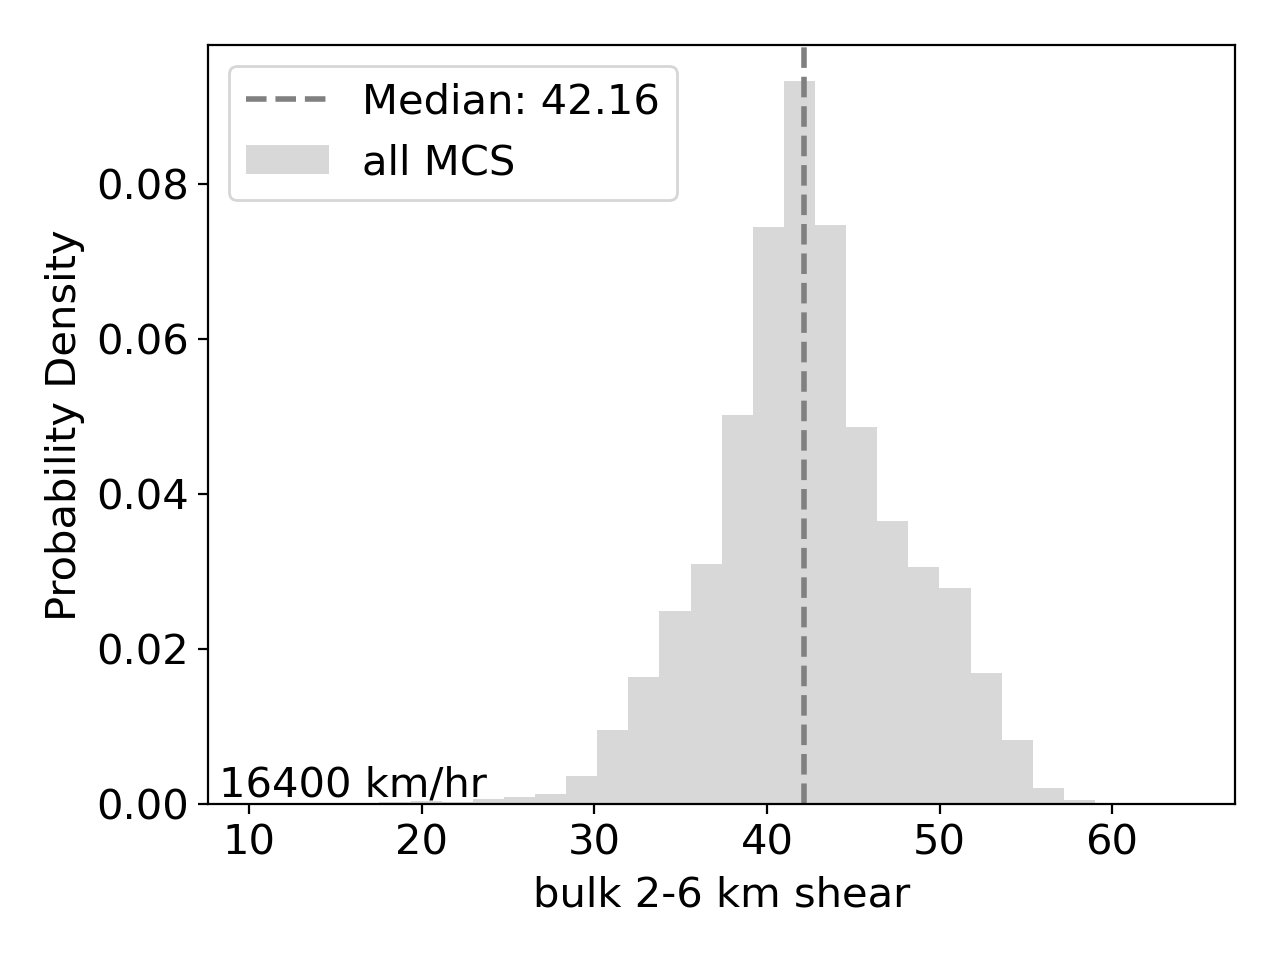 Median: 42.16
all MCS
0.08
0.06
0.04
0.02
0.00
Probability Density
16400 km/hr
10 20 30 40 50 60
bulk 2-6 km shear